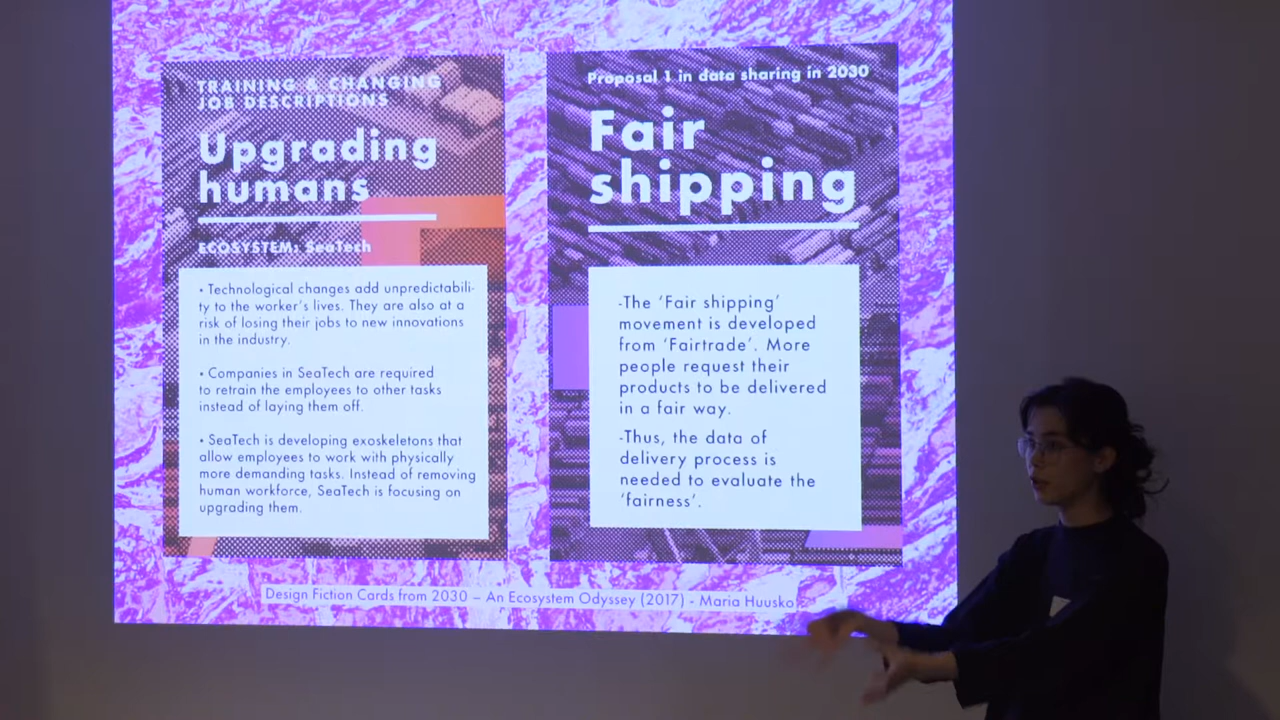 TRAINING & CHANGING
JOB DESCRIPTIONS
Upgrading
humans
ECOSYSTEM: SeaTech
• Technological changes add unpredictabili-
ty to the worker's lives. They are also at a
risk of losing their jobs to new innovations
in the industry.
• Companies in SeaTech are required
to retrain the employees to other tasks
instead of laying them off.
• SeaTech is developing exoskeletons that
allow employees to work with physically
more demanding tasks. Instead of removing
human workforce, SeaTech is focusing on
upgrading them.
Proposal 1 in data sharing in 2030
Fair
shipping
-The 'Fair shipping'
movement is developed
from 'Fairtrade'. More
people request their
products to be delivered
in a fair way.
-Thus, the data of
delivery process is
needed to evaluate the
'fairness'.
Design Fiction Cards from 2030 – An Ecosystem Odyssey (2017) - Maria Huusko